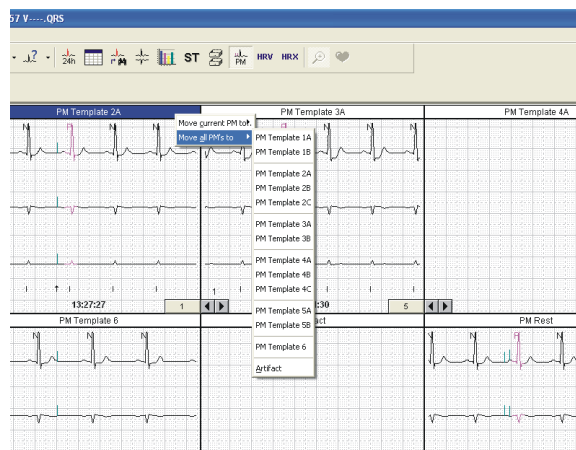 57 V----.QRS
24h
ST
PM
HRV
HRX
PM Template 2A
PM Template 3A
PM Template 4A
Move current PM to
Move all PM's to
PM Template 1A
PM Template 1B
PM Template 2A
PM Template 2B
PM Template 2C
PM Template 3A
PM Template 3B
PM Template 4A
PM Template 4B
PM Template 4C
PM Template 5A
PM Template 5B
PM Template 6
Artifact
N
N
N
N
N
N
1
13:27:27
1
:30
5
PM Template 6
act
PM Rest
N
N
N
N
N